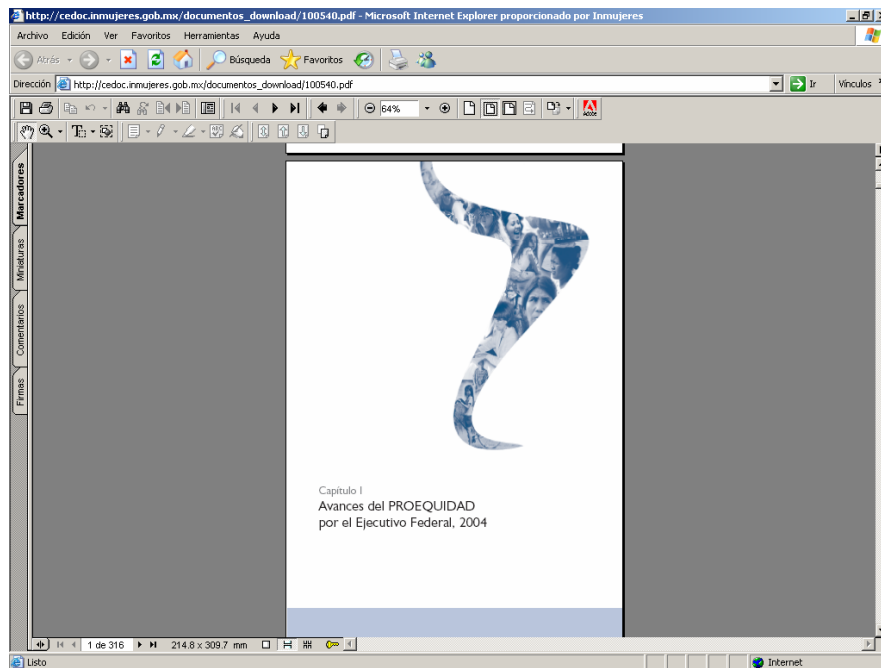 http://cedoc.inmujeres.gob.mx/documentos_download/100540.pdf - Microsoft Internet Explorer proporcionado por Inmujeres
Archivo Edición Ver Favoritos Herramientas Ayuda
Atrás Búsqueda Favoritos
Dirección http://cedoc.inmujeres.gob.mx/documentos_download/100540.pdf Ir Vínculos
64% Adobe
Marcadores
Miniaturas
Comentarios
Firmas
Capítulo I
Avances del PROEQUIDAD
por el Ejecutivo Federal, 2004
1 de 316 214.8 x 309.7 mm
Listo Internet